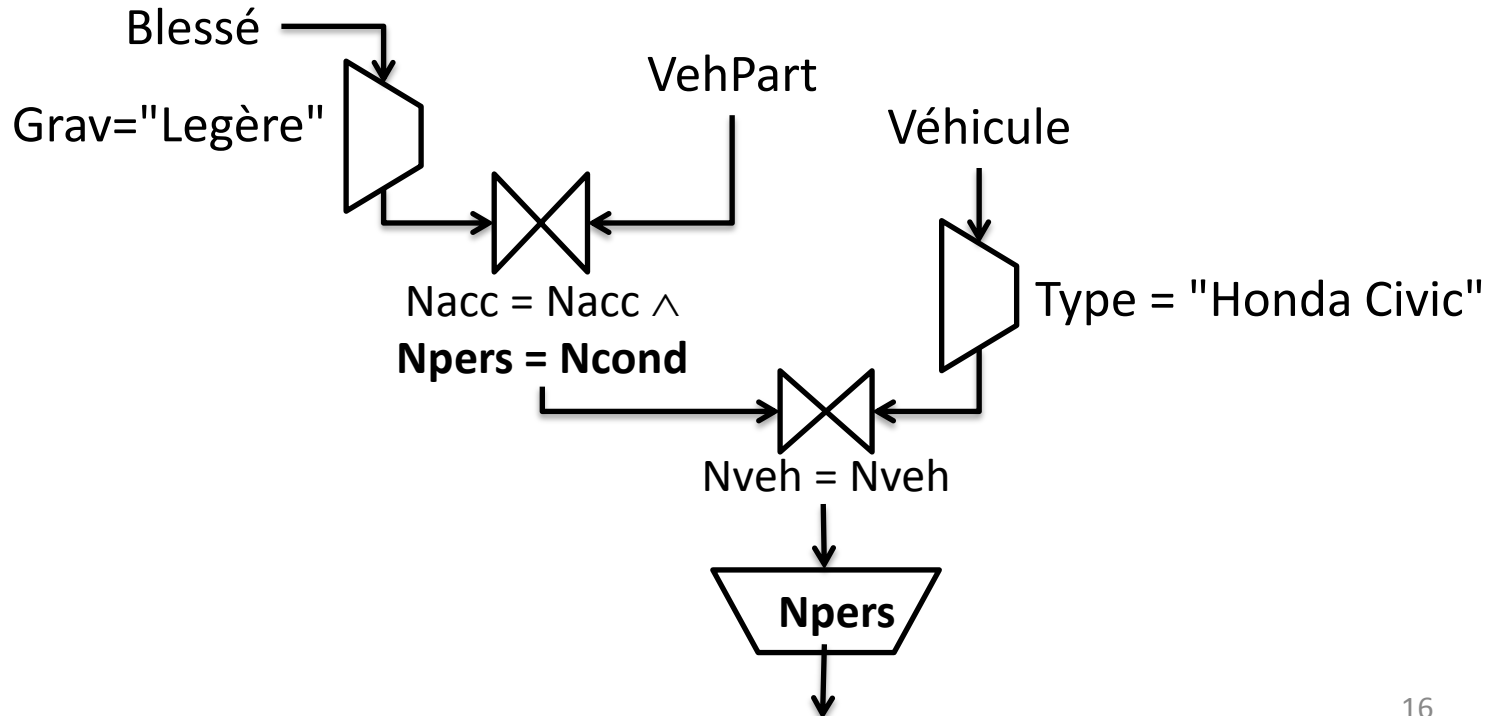 Blessé
VehPart
Grav="Legère"
Véhicule
Nacc = Nacc ∧
Npers = Ncond
Type = "Honda Civic"
Nveh = Nveh
Npers
16